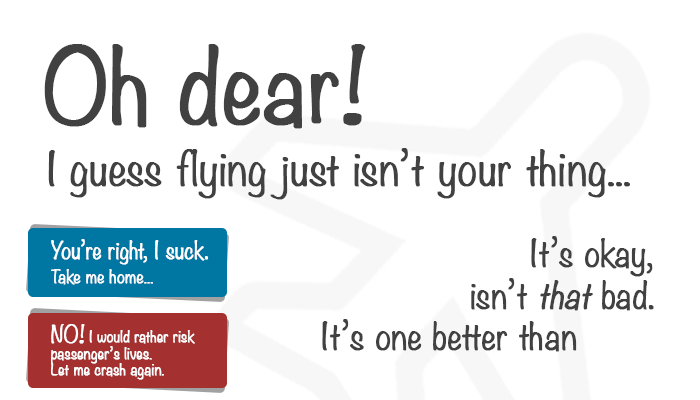 Oh dear!
I guess flying just isn't your thing...
You're right, I suck.
Take me home...
NO! I would rather risk
passenger's lives.
Let me crash again.
It's okay,
isn't that bad.
It's one better than